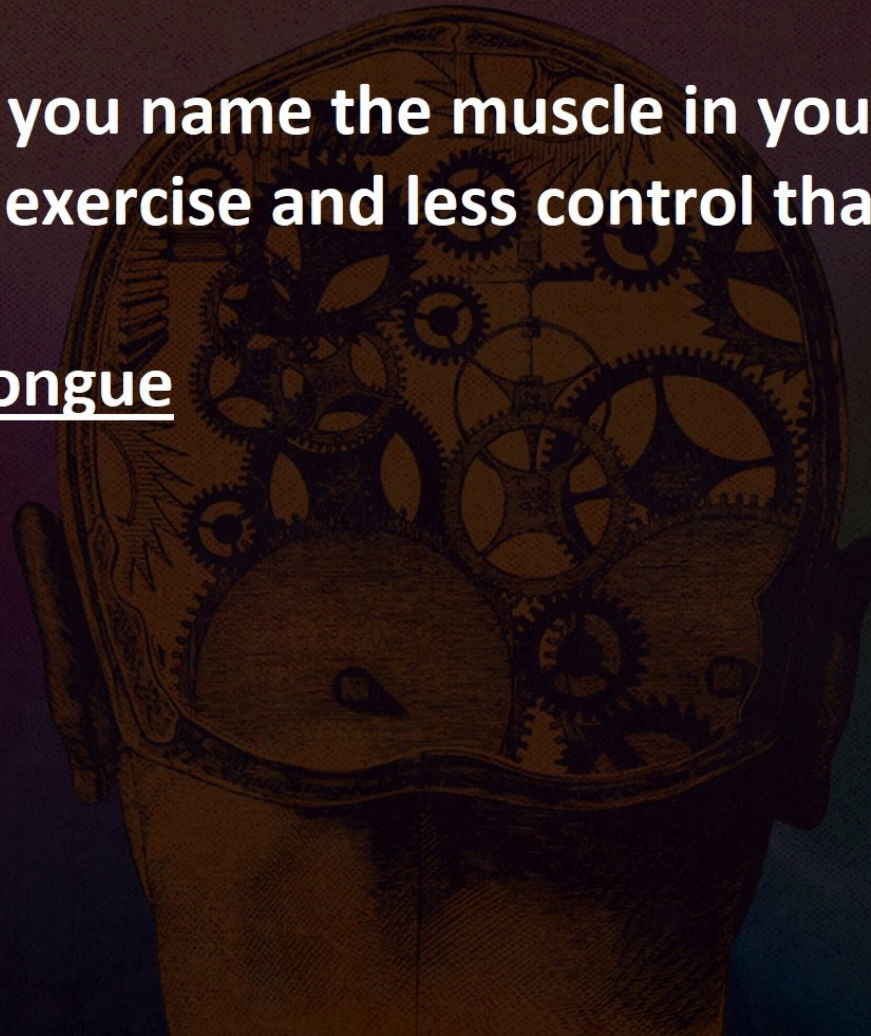 you name the muscle in you
exercise and less control tha
ongue